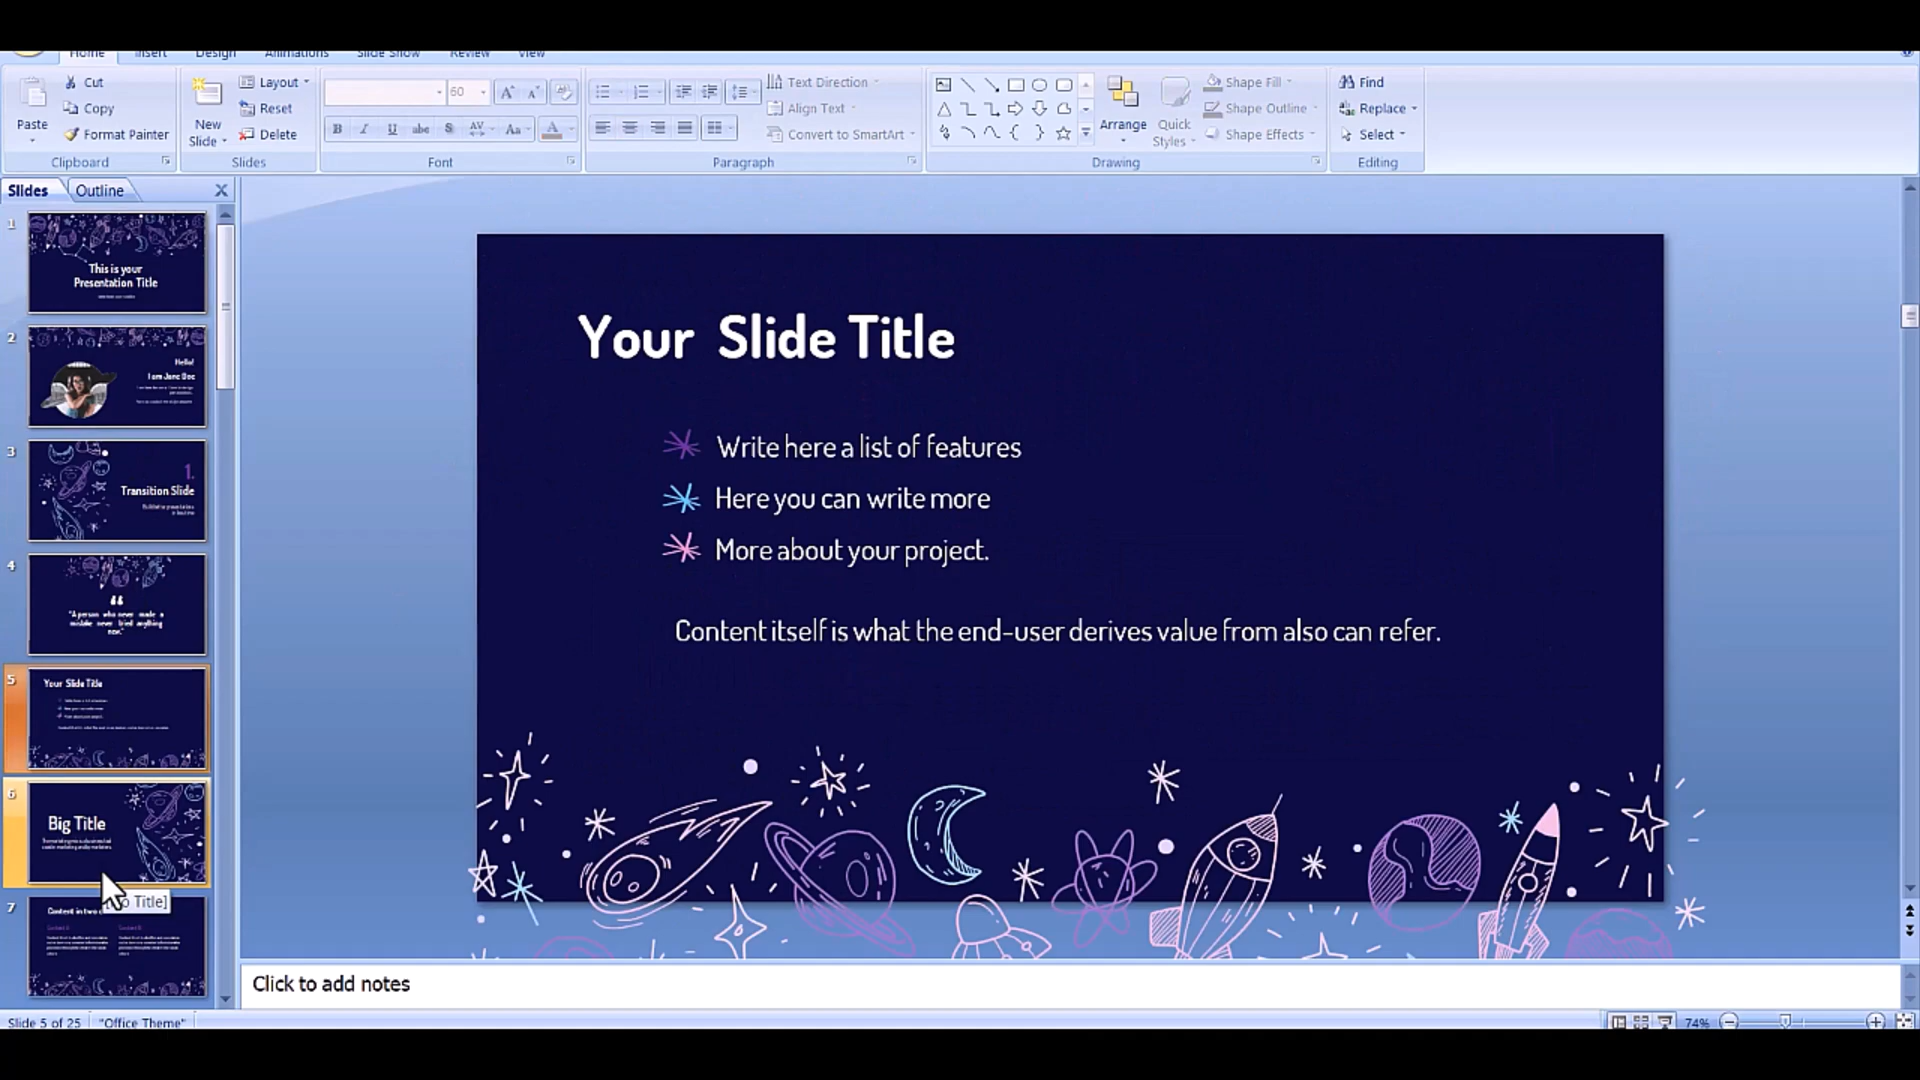 Home Insert Design Animations Slide Show Review View
Paste
Cut
Copy
Format Painter
Clipboard
New
Slide
Layout
Reset
Delete
Slides
60
B I U abc S AV Aa A
Font
Text Direction
Align Text
Convert to SmartArt
Paragraph
Arrange
Quick
Styles
Shape Fill
Shape Outline
Shape Effects
Drawing
Find
Replace
Select
Editing
Slides Outline
1
This is your
Presentation Title
2
Hello!
I am Jane Doe
3
1.
Transition Slide
4
"A person who never made a
mistake never tried anything
new."
5
Your Slide Title
6
Big Title
Title]
7
Content in two
Your Slide Title
Write here a list of features
Here you can write more
More about your project.
Content itself is what the end-user derives value from also can refer.
Click to add notes
Slide 5 of 25 "Office Theme" 74%